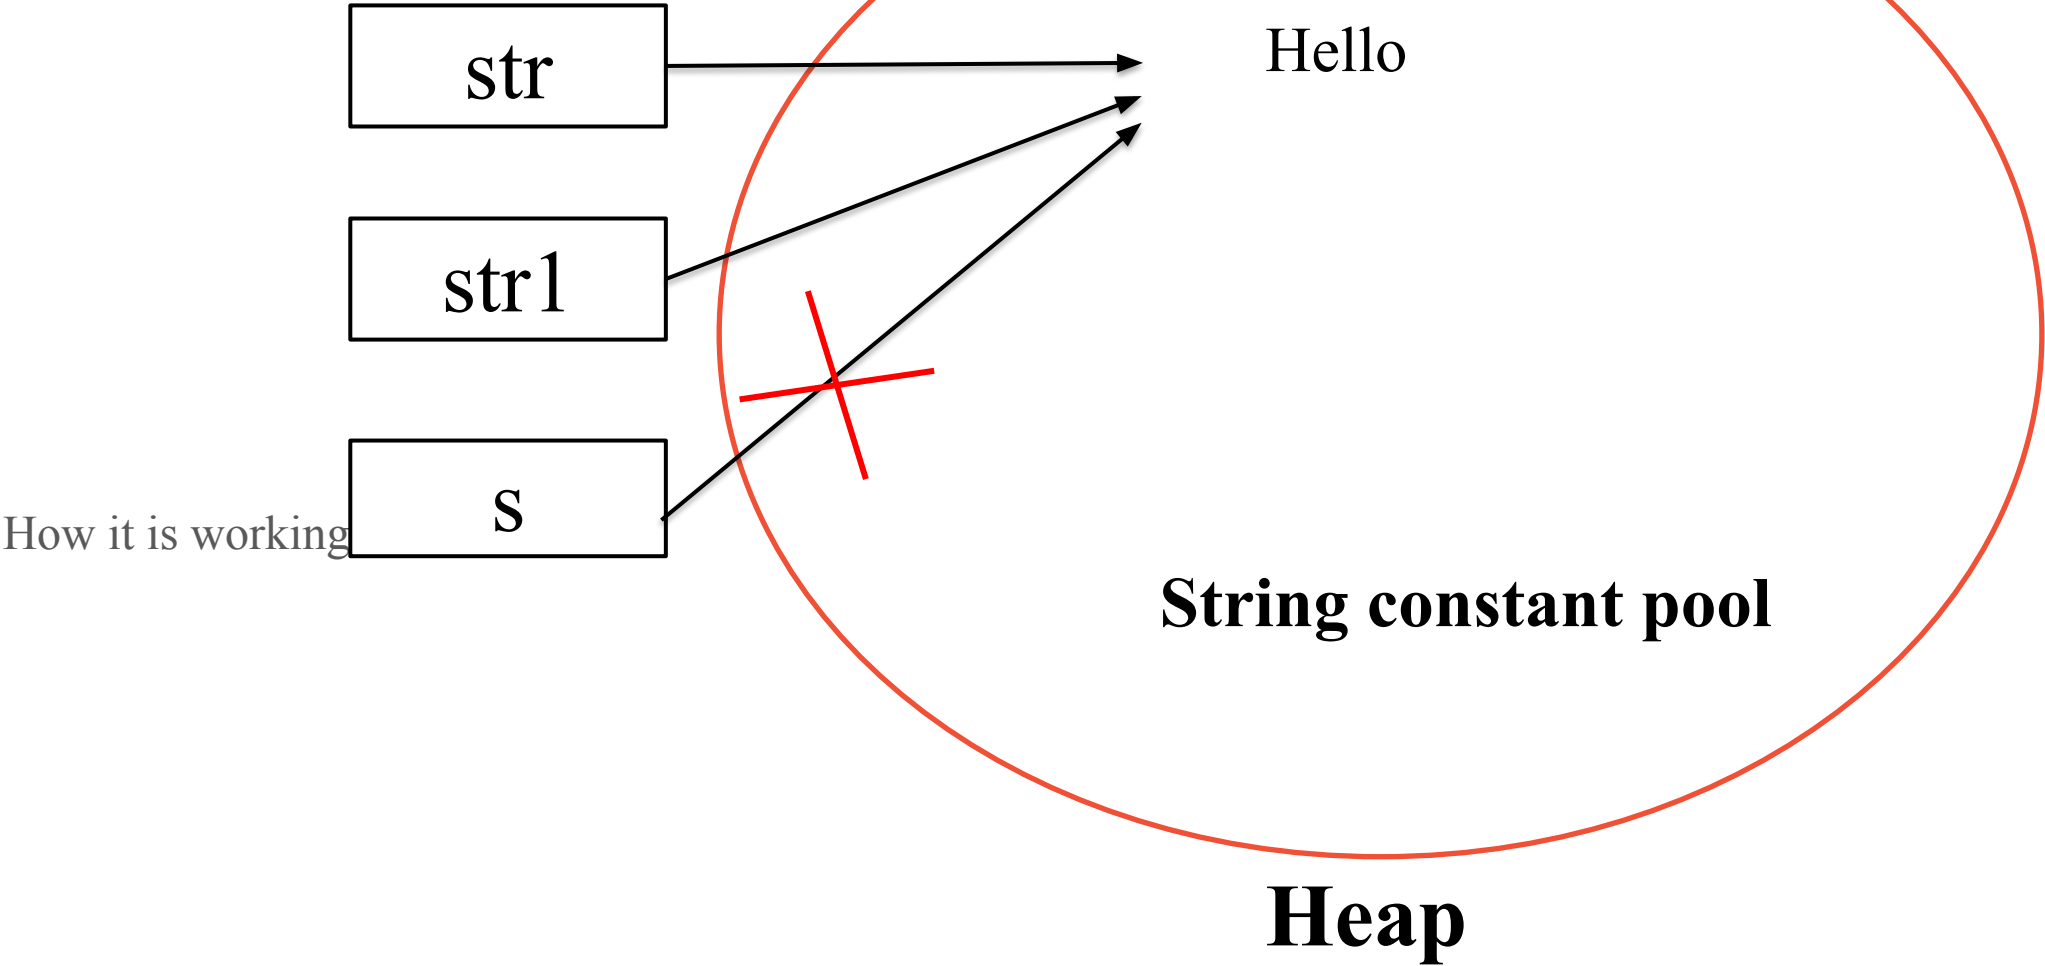 str
Hello
str1
s
How it is working
String constant pool
Heap